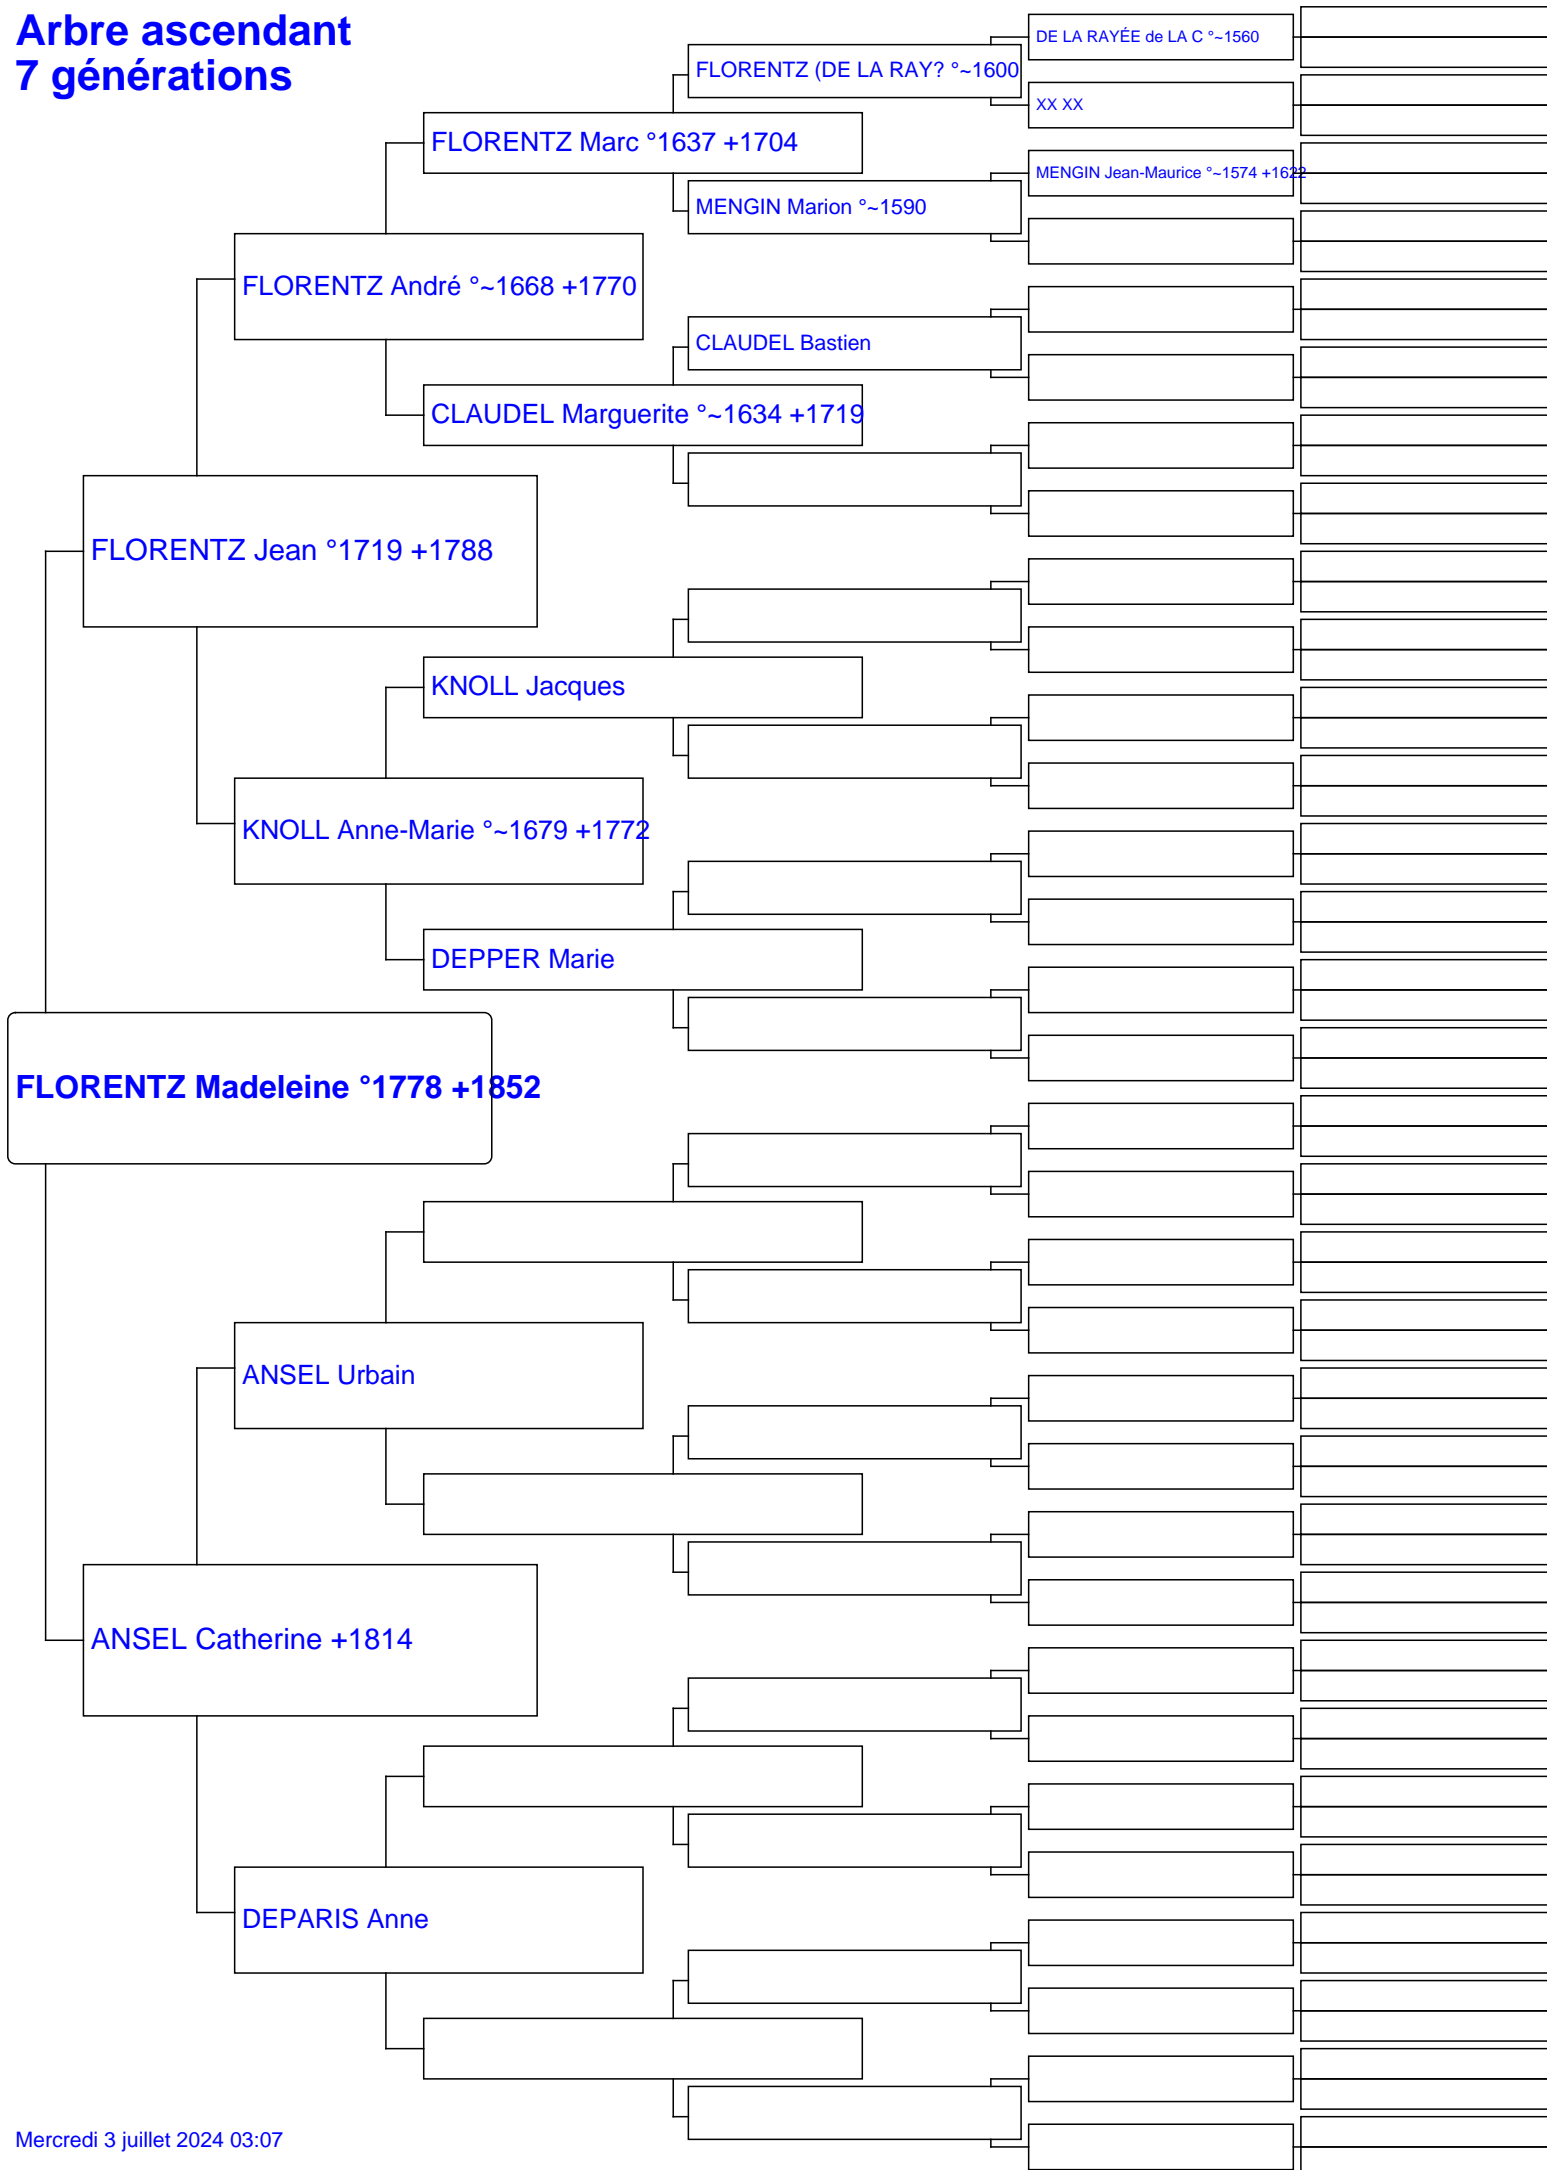 Arbre ascendant
7 générations
DE LA RAYÉE de LA C °~1560
FLORENTZ (DE LA RAY? °~1600
XX XX
FLORENTZ Marc °1637 +1704
MENGIN Jean-Maurice °~1574 +1622
MENGIN Marion °~1590
FLORENTZ André °~1668 +1770
CLAUDEL Bastien
CLAUDEL Marguerite °~1634 +1719
FLORENTZ Jean °1719 +1788
KNOLL Jacques
KNOLL Anne-Marie °~1679 +1772
DEPPER Marie
FLORENTZ Madeleine °1778 +1852
ANSEL Urbain
ANSEL Catherine +1814
DEPARIS Anne
Mercredi 3 juillet 2024 03:07